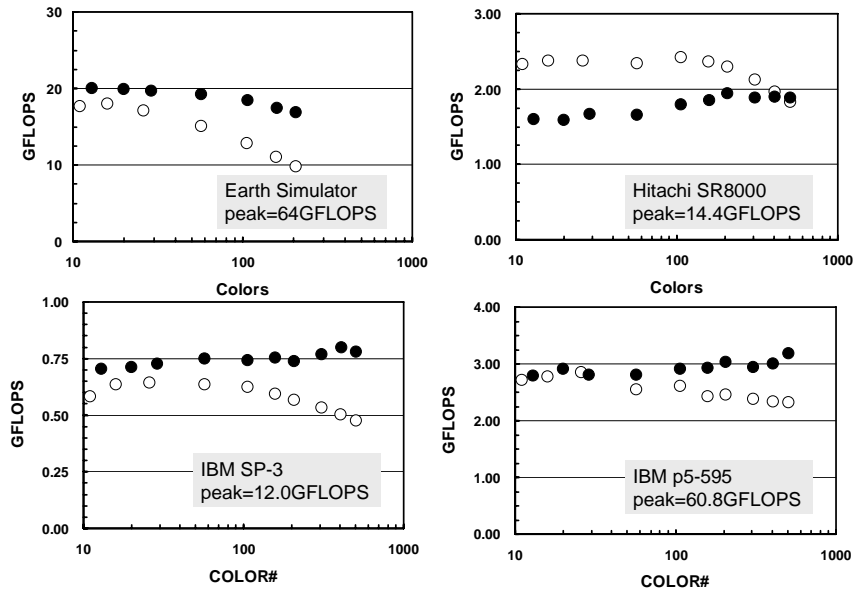 30
20
10
0
GFLOPS
Earth Simulator
peak=64GFLOPS
10
100
1000
Colors
3.00
2.00
1.00
0.00
GFLOPS
Hitachi SR8000
peak=14.4GFLOPS
10
100
1000
Colors
1.00
0.75
0.50
0.25
0.00
GFLOPS
IBM SP-3
peak=12.0GFLOPS
10
100
1000
COLOR#
4.00
3.00
2.00
1.00
0.00
GFLOPS
IBM p5-595
peak=60.8GFLOPS
10
100
1000
COLOR#